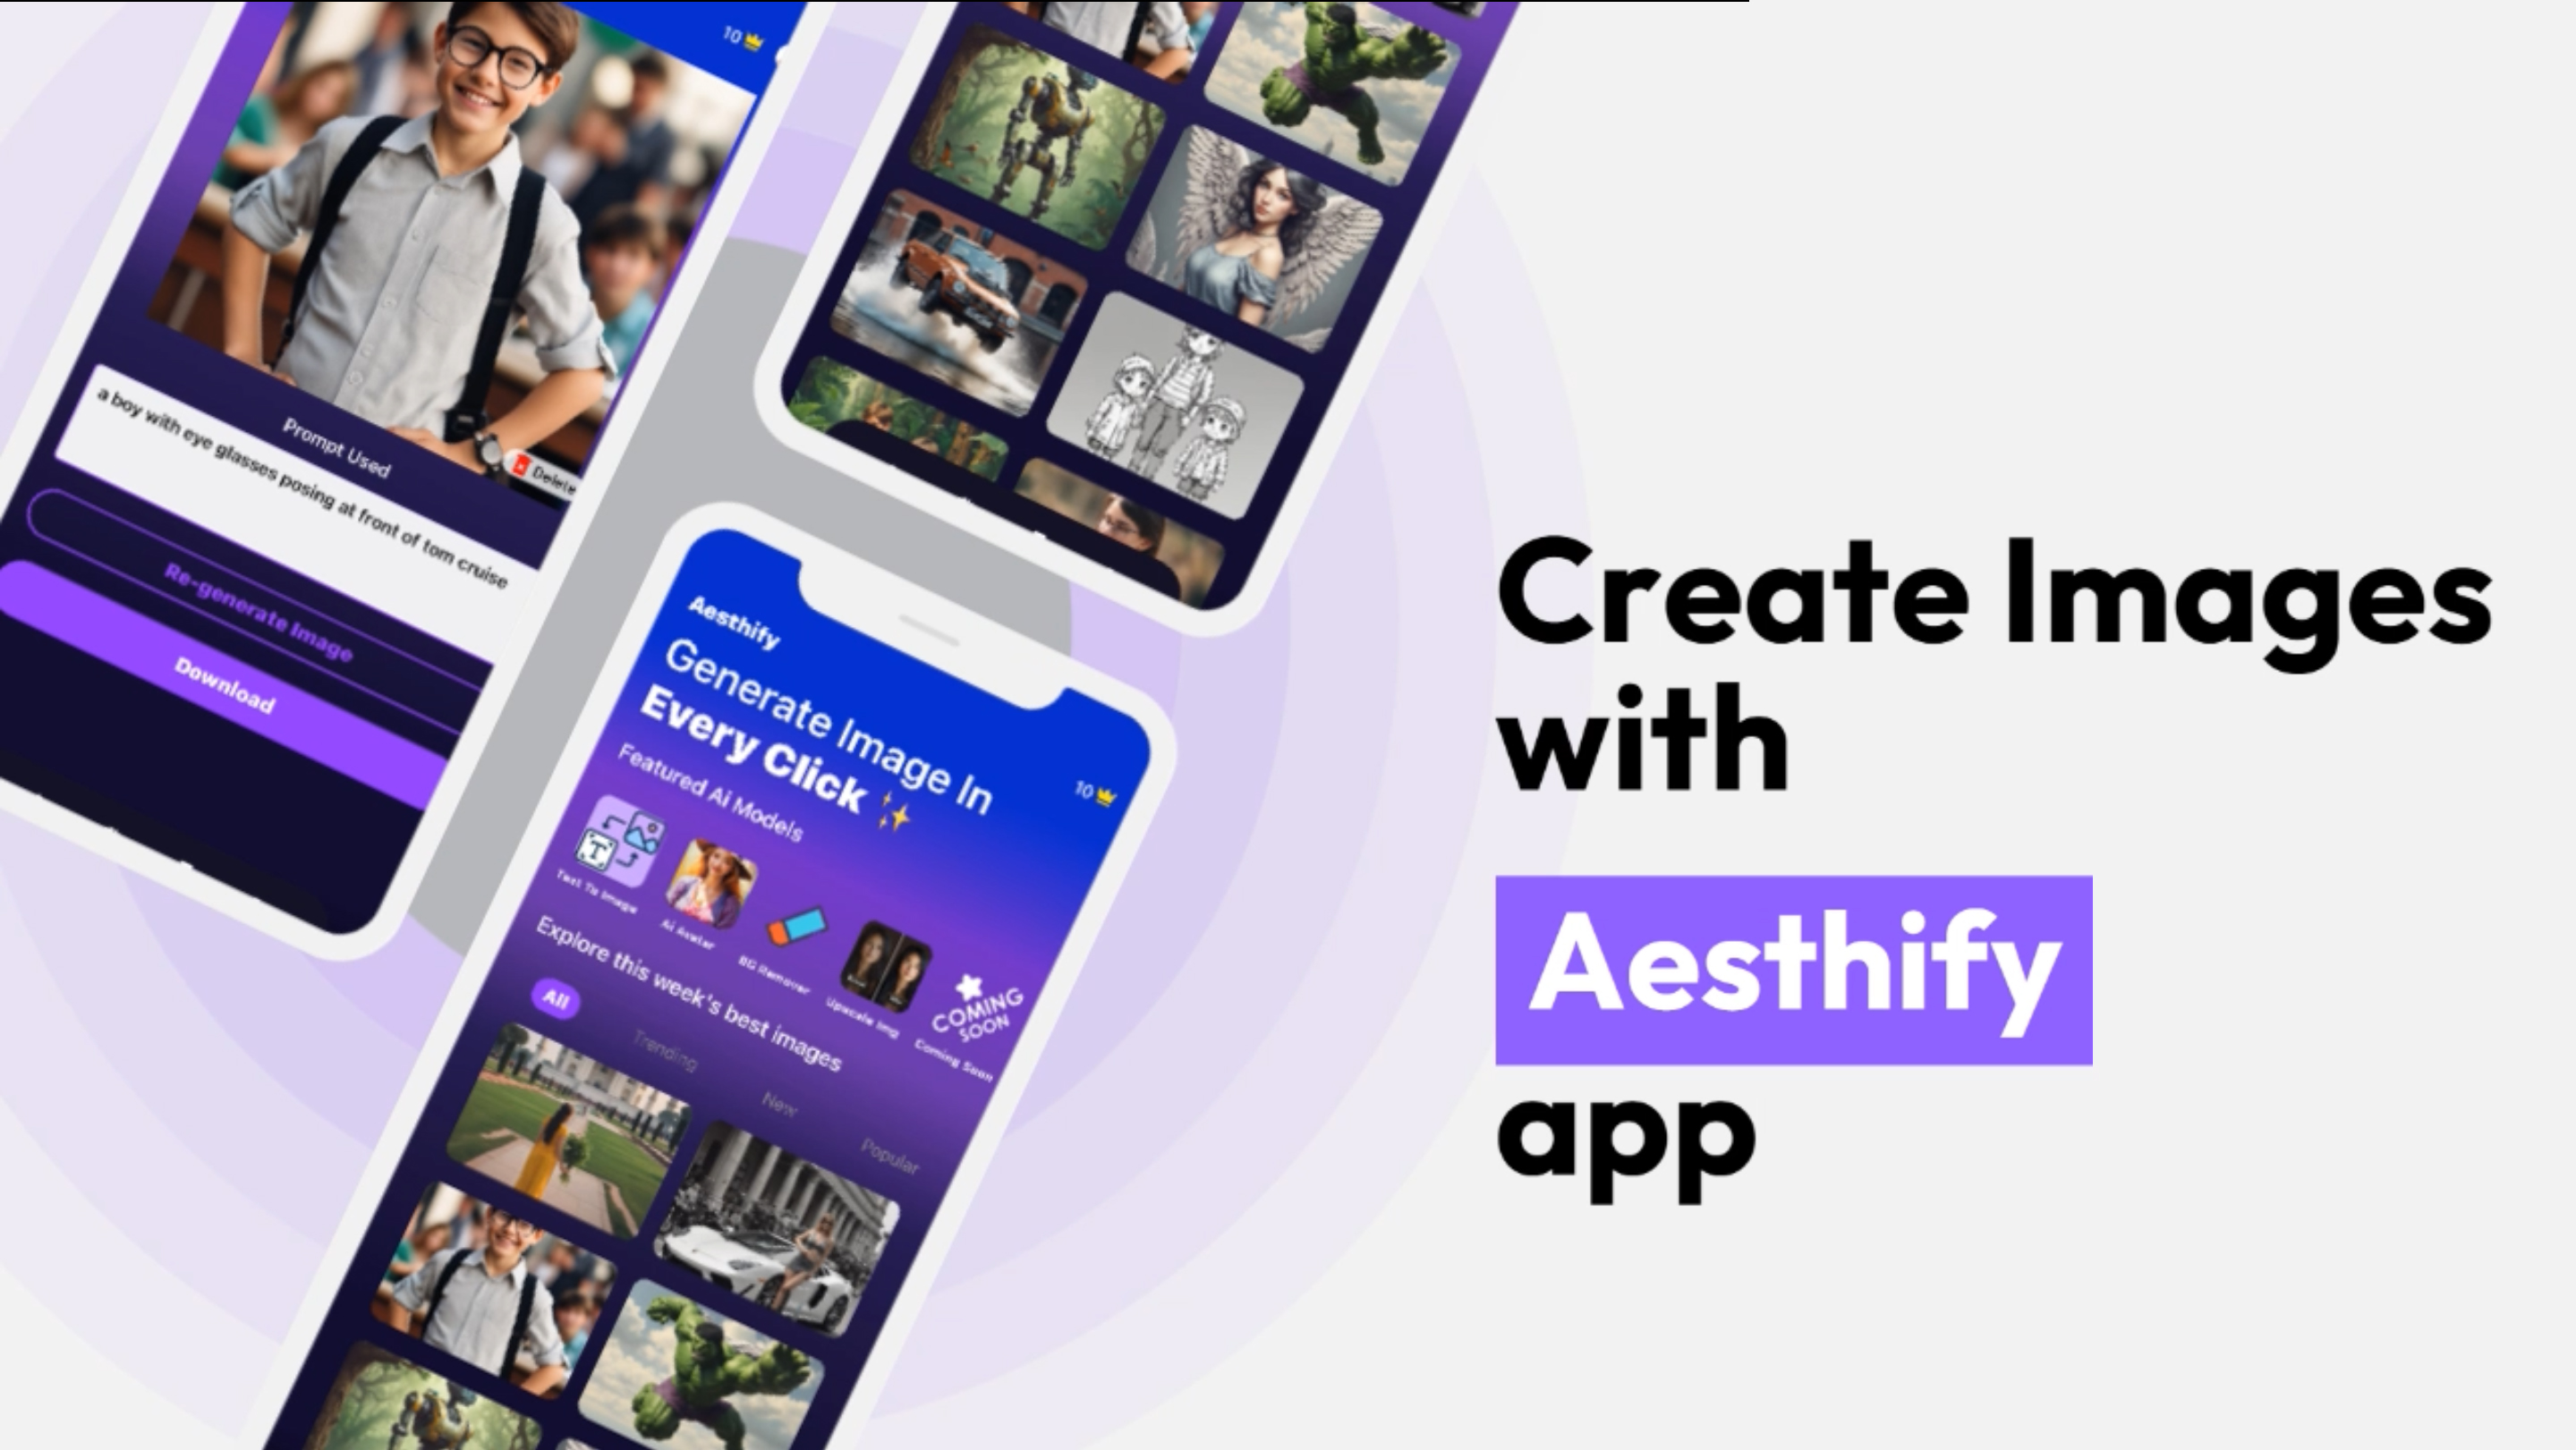 10
Delete
Prompt Used
a boy with eye glasses posing at front of tom cruise
Re-generate Image
Download
Aesthify
Generate Image In
Every Click ✨
10
Featured Ai Models
Text To Image
Ai Avatar
BG Remover
Upscale Img
COMING
SOON
Coming Soon
Explore this week's best images
All
Trending
New
Popular
Create Images
with
Aesthify
app